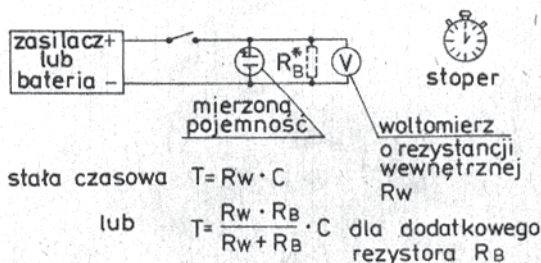 zasilacz+
lub
bateria −
R_B*
V
stoper
mierzona
pojemność
woltomierz
o rezystancji
wewnętrznej
Rw
stała czasowa T= Rw · C
lub T= Rw · RB / Rw + RB · C dla dodatkowego
rezystora RB